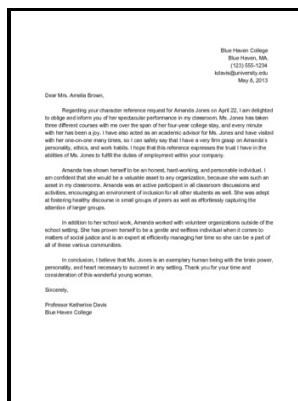 Blue Haven College
Blue Haven, MA.
(123) 555-1234
kdavis@university.edu
May 8, 2013
Dear Mrs. Amelia Brown,
Regarding your character reference request for Amanda Jones on April 22, I am delighted
to oblige and inform you of her spectacular performance in my classroom. Ms. Jones has taken
three different courses with me over the span of her four-year college stay, and every minute
with her has been a joy. I have also acted as an academic advisor for Ms. Jones and have visited
with her one-on-one many times, so I can safely say that I have a very firm grasp on Amanda's
personality, ethics, and work habits. I hope that this reference expresses the trust I have in the
abilities of Ms. Jones to fulfill the duties of employment within your company.
Amanda has shown herself to be an honest, hard-working, and personable individual. I
am confident that she would be a valuable asset to any organization, because she was such an
asset in my classrooms. Amanda was an active participant in all classroom discussions and
activities, encouraging an environment of inclusion for all other students as well. She was adept
at fostering healthy discourse in small groups of peers as well as effortlessly capturing the
attention of larger groups.
In addition to her school work, Amanda worked with volunteer organizations outside of the
school setting. She has proven herself to be a gentle and selfless individual when it comes to
matters of social justice and is an expert at efficiently managing her time so she can be a part of
all of these various communities.
In conclusion, I believe that Ms. Jones is an exemplary human being with the brain power,
personality, and heart necessary to succeed in any setting. Thank you for your time and
consideration of this wonderful young woman.
Sincerely,
Professor Katherine Davis
Blue Haven College